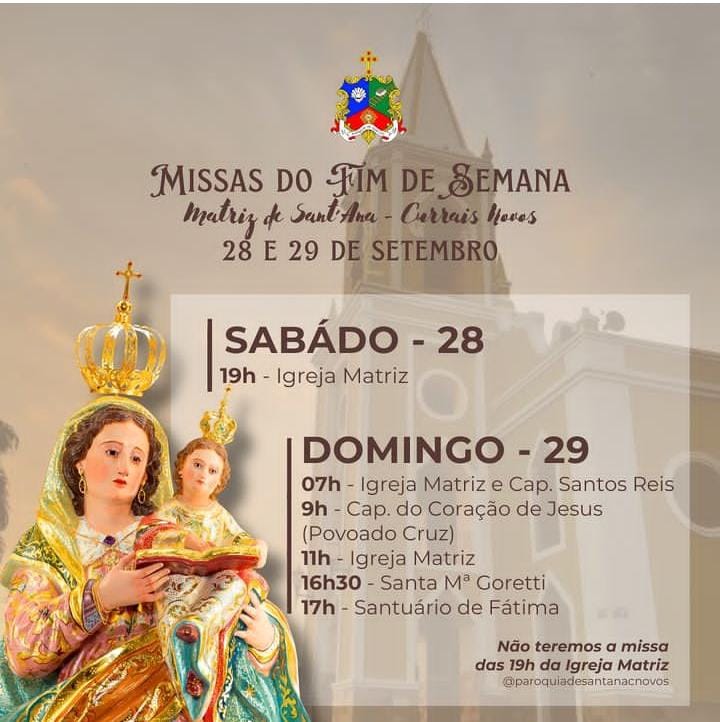 Missas do Fim de Semana
Matriz de Sant'Ana - Currais Novos
28 e 29 de Setembro
SABÁDO - 28
19h - Igreja Matriz
DOMINGO - 29
07h - Igreja Matriz e Cap. Santos Reis
9h - Cap. do Coração de Jesus
(Povoado Cruz)
11h - Igreja Matriz
16h30 - Santa Mª Goretti
17h - Santuário de Fátima
Não teremos a missa
das 19h da Igreja Matriz
@paroquiadesantanacnovos